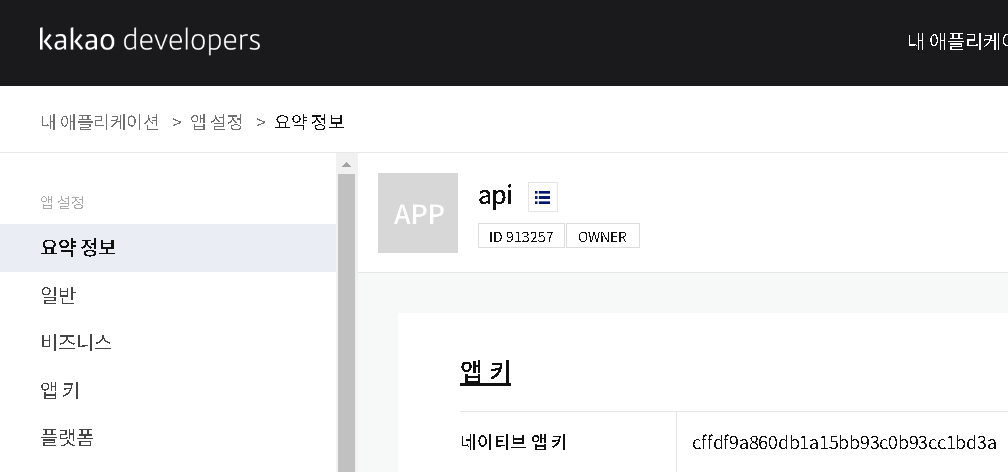 kakao developers
내 애플리케이
내 애플리케이션 > 앱 설정 > 요약 정보
앱 설정
요약 정보
일반
비즈니스
앱 키
플랫폼
APP
api
ID 913257 OWNER
앱 키
네이티브 앱 키 cffdf9a860db1a15bb93c0b93cc1bd3a